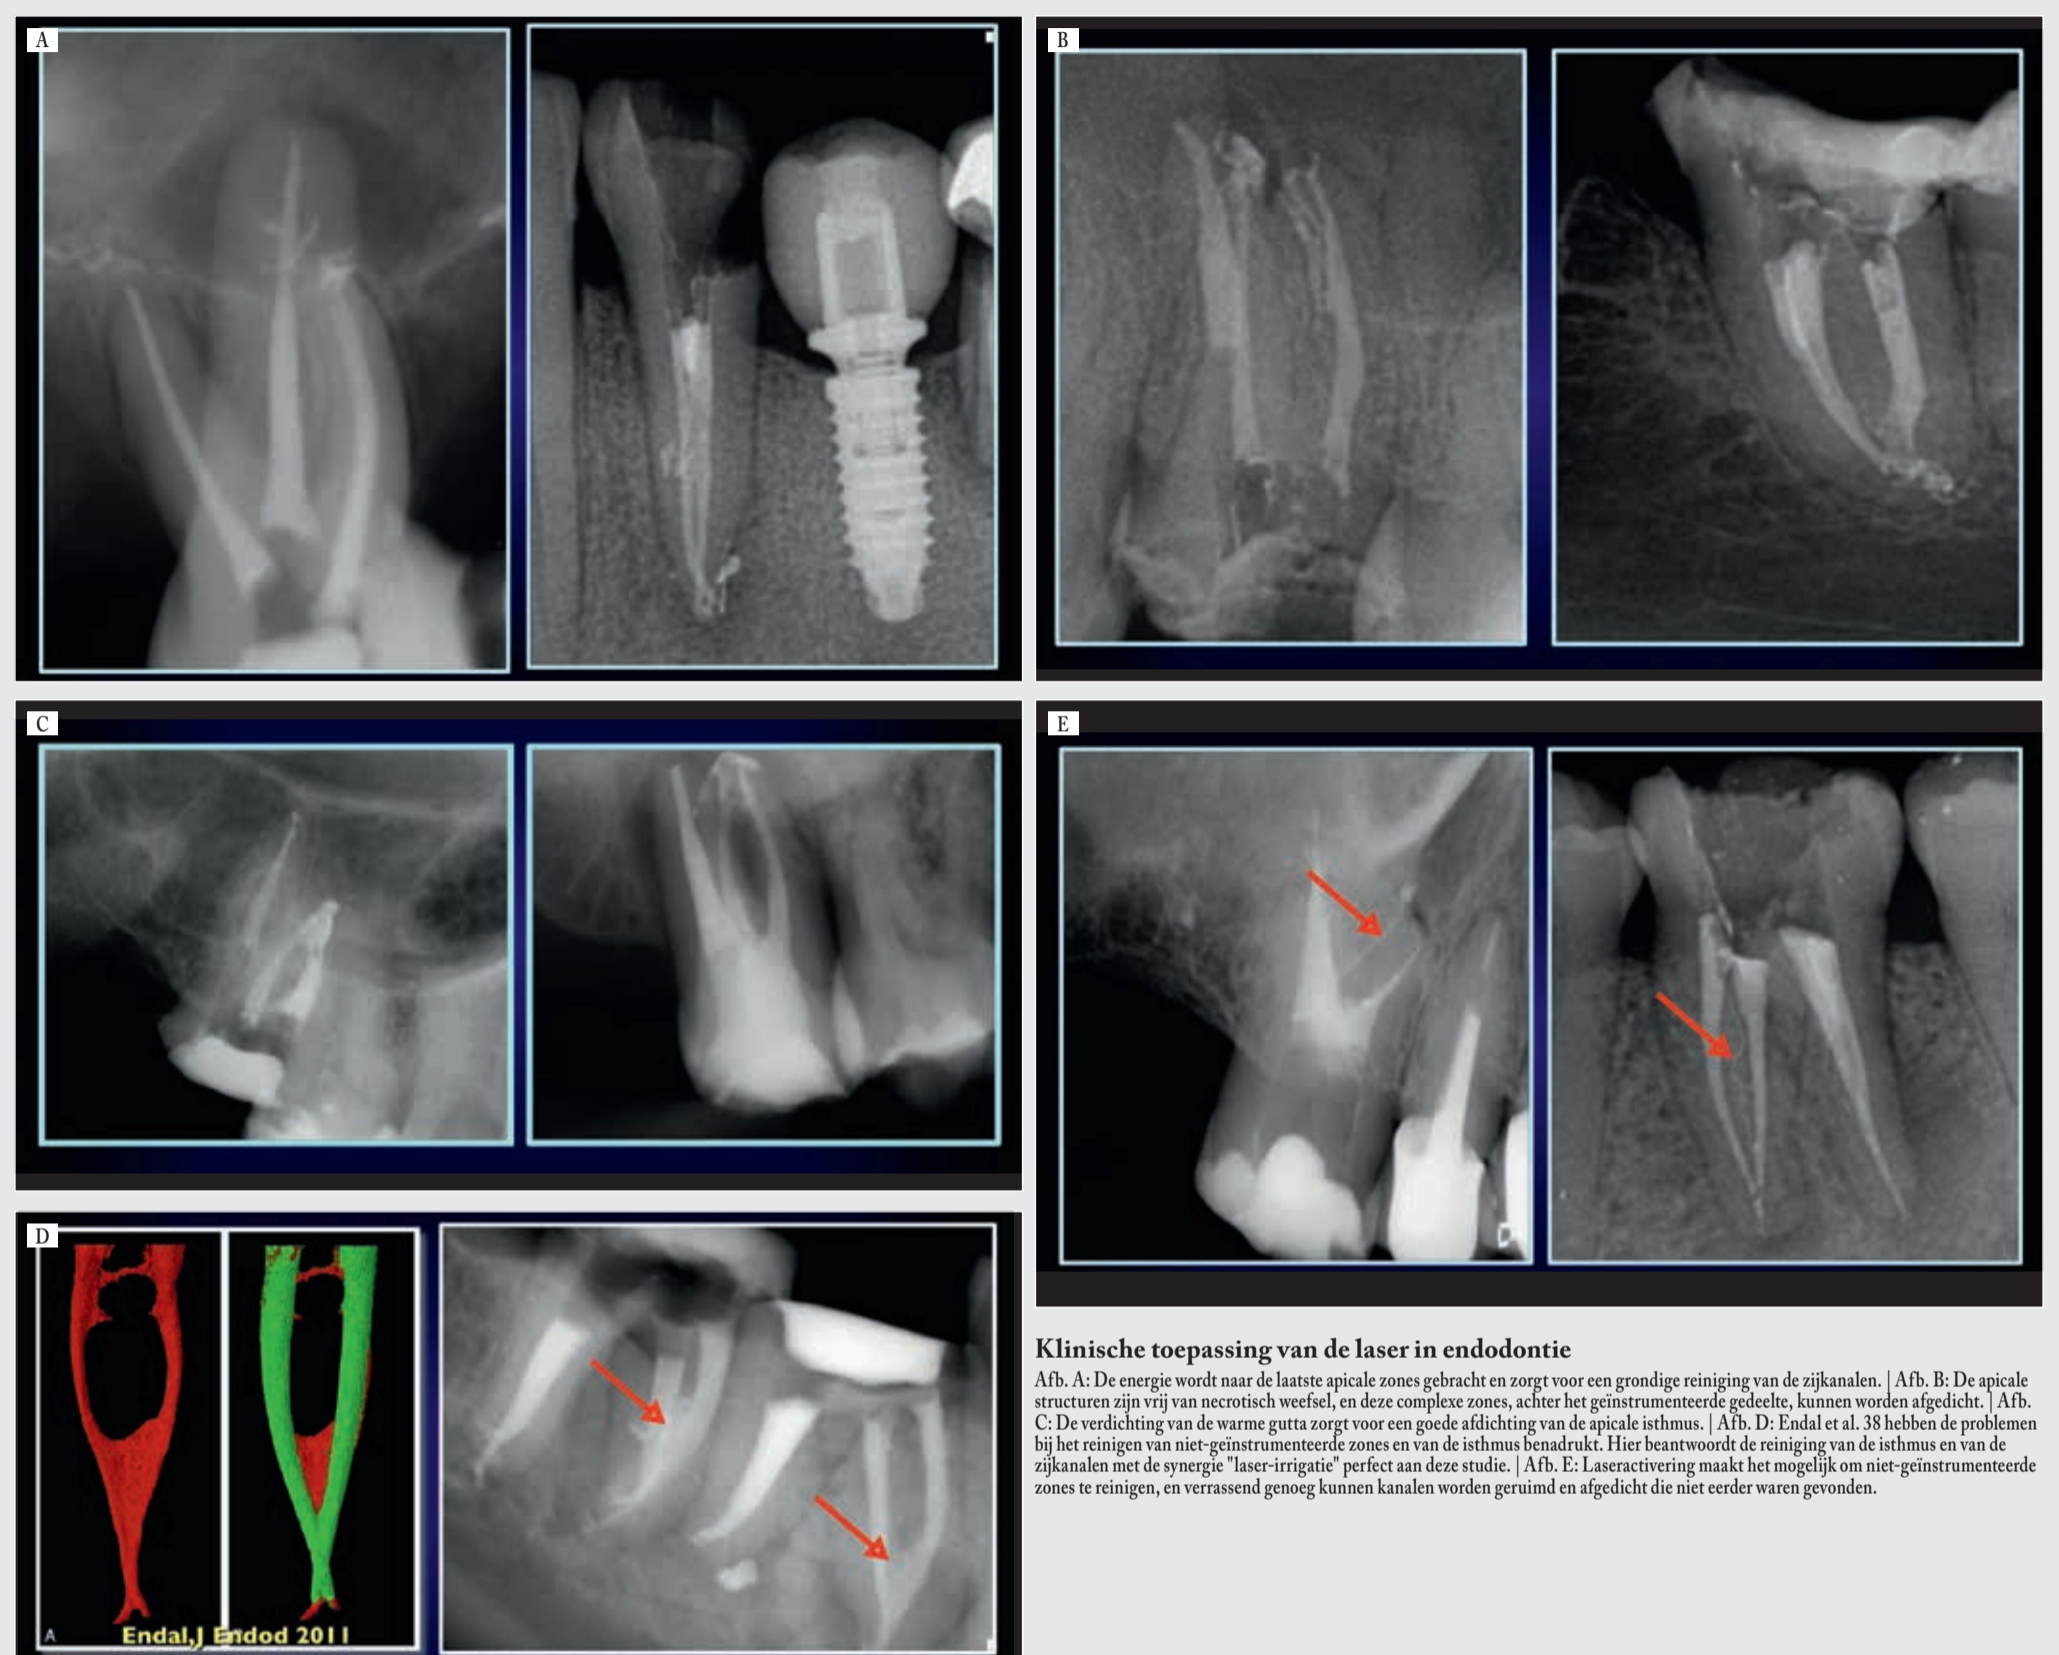 A
B
C
E
D
A
Endal,J Endod 2011
Klinische toepassing van de laser in endodontie
Afb. A: De energie wordt naar de laatste apicale zones gebracht en zorgt voor een grondige reiniging van de zijkanalen. | Afb. B: De apicale
structuren zijn vrij van necrotisch weefsel, en deze complexe zones, achter het geïnstrumenteerde gedeelte, kunnen worden afgedicht. | Afb.
C: De verdichting van de warme gutta zorgt voor een goede afdichting van de apicale isthmus. | Afb. D: Endal et al. 38 hebben de problemen
bij het reinigen van niet-geïnstrumenteerde zones en van de isthmus benadrukt. Hier beantwoordt de reiniging van de isthmus en van de
zijkanalen met de synergie "laser-irrigatie" perfect aan deze studie. | Afb. E: Laseractivering maakt het mogelijk om niet-geïnstrumenteerde
zones te reinigen, en verrassend genoeg kunnen kanalen worden geruimd en afgedicht die niet eerder waren gevonden.